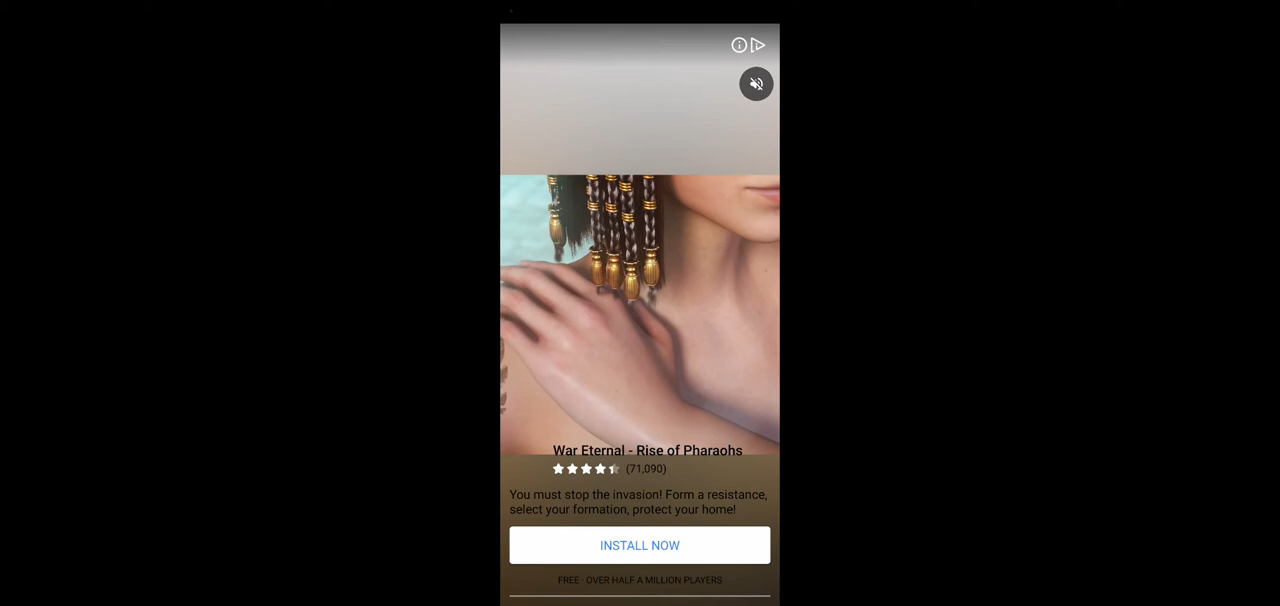 War Eternal - Rise of Pharaohs
(71,090)
You must stop the invasion! Form a resistance,
select your formation, protect your home!
INSTALL NOW
FREE · OVER HALF A MILLION PLAYERS